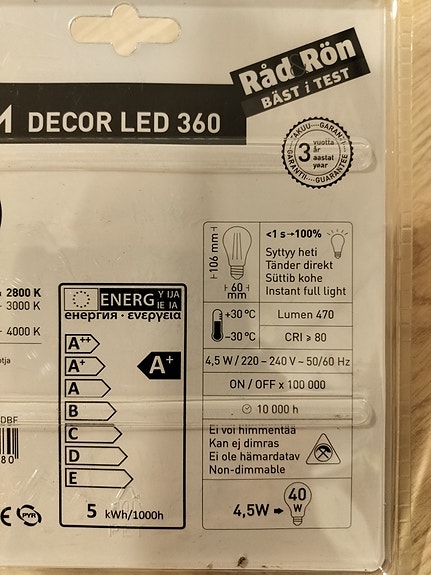 Råd&Rön
BÄST i TEST
DECOR LED 360
TAKUU · GARANTI
GARANTII · GUARANTEE
3 vuotta
år
aastat
year
2800 K
- 3000 K
- 4000 K
106 mm
60
mm
<1 s→100%
Syttyy heti
Tänder direkt
Süttib kohe
Instant full light
+30 °C
-30 °C
Lumen 470
CRI ≥ 80
4,5 W / 220 - 240 V ~ 50/60 Hz
ON / OFF x 100 000
10 000 h
Ei voi himmentää
Kan ej dimras
Ei ole hämardatav
Non-dimmable
4,5W
40
W
ENERG Y IJA
IE IA
енергия · ενεργεια
A++
A+
A
B
C
D
E
A+
5 kWh/1000h
DBF
80
CE
PYR